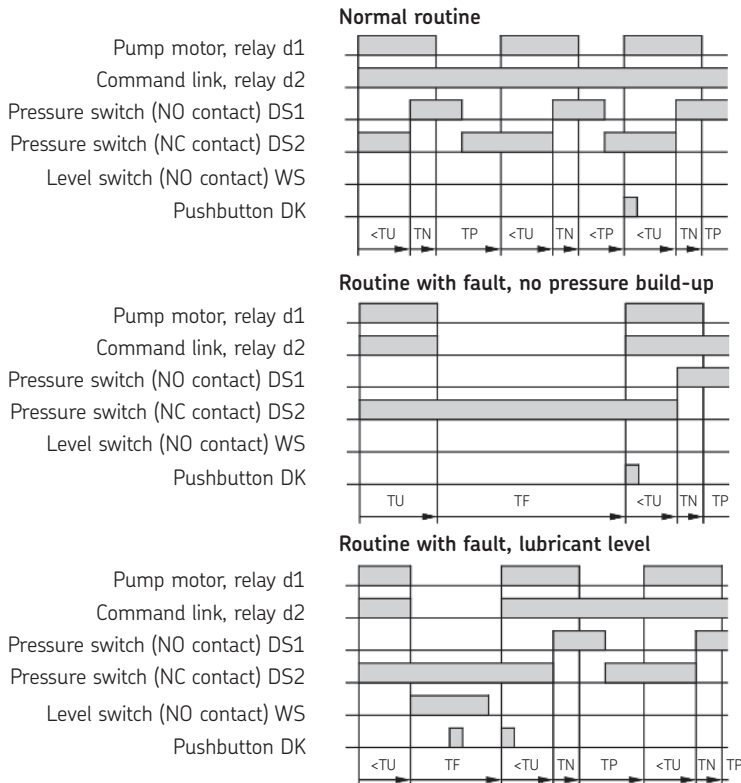 Normal routine
Pump motor, relay d1
Command link, relay d2
Pressure switch (NO contact) DS1
Pressure switch (NC contact) DS2
Level switch (NO contact) WS
Pushbutton DK
<TU TN TP <TU TN <TP <TU TN TP
Routine with fault, no pressure build-up
Pump motor, relay d1
Command link, relay d2
Pressure switch (NO contact) DS1
Pressure switch (NC contact) DS2
Level switch (NO contact) WS
Pushbutton DK
TU TF <TU TN TP
Routine with fault, lubricant level
Pump motor, relay d1
Command link, relay d2
Pressure switch (NO contact) DS1
Pressure switch (NC contact) DS2
Level switch (NO contact) WS
Pushbutton DK
<TU TF <TU TN TP <TU TN TP